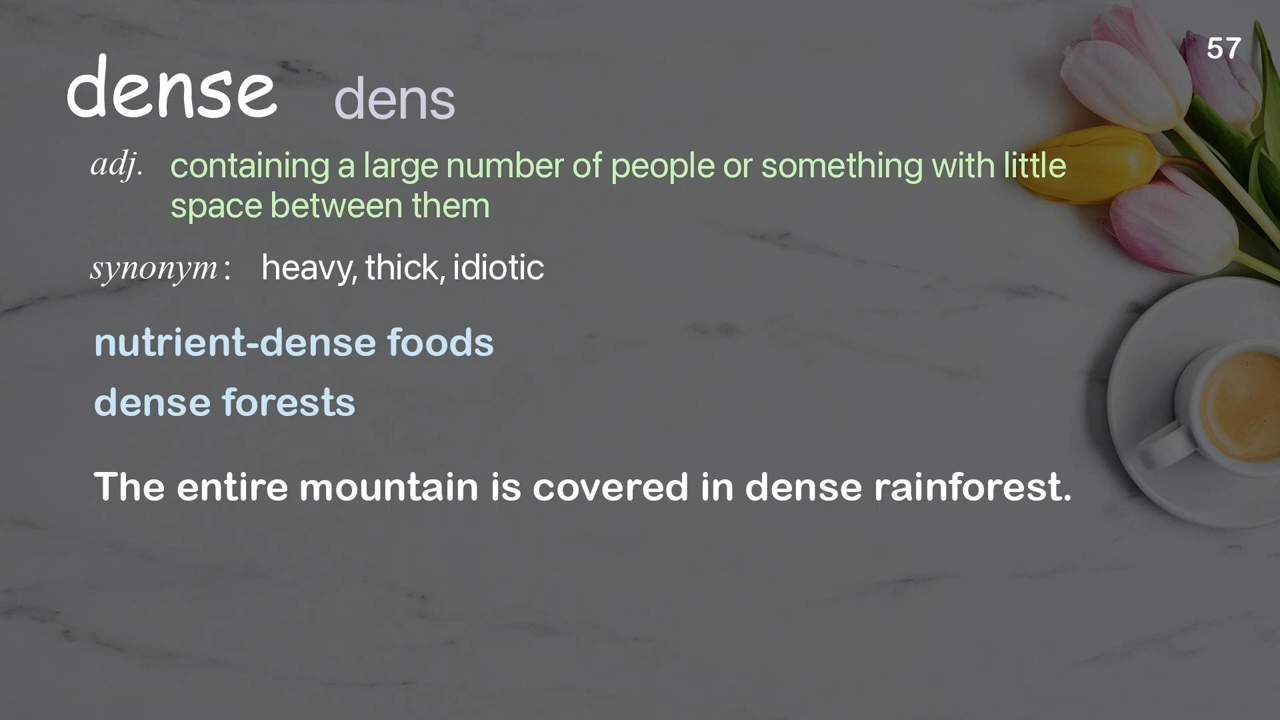 57
dense dens
adj. containing a large number of people or something with little
space between them
synonym: heavy, thick, idiotic
nutrient-dense foods
dense forests
The entire mountain is covered in dense rainforest.